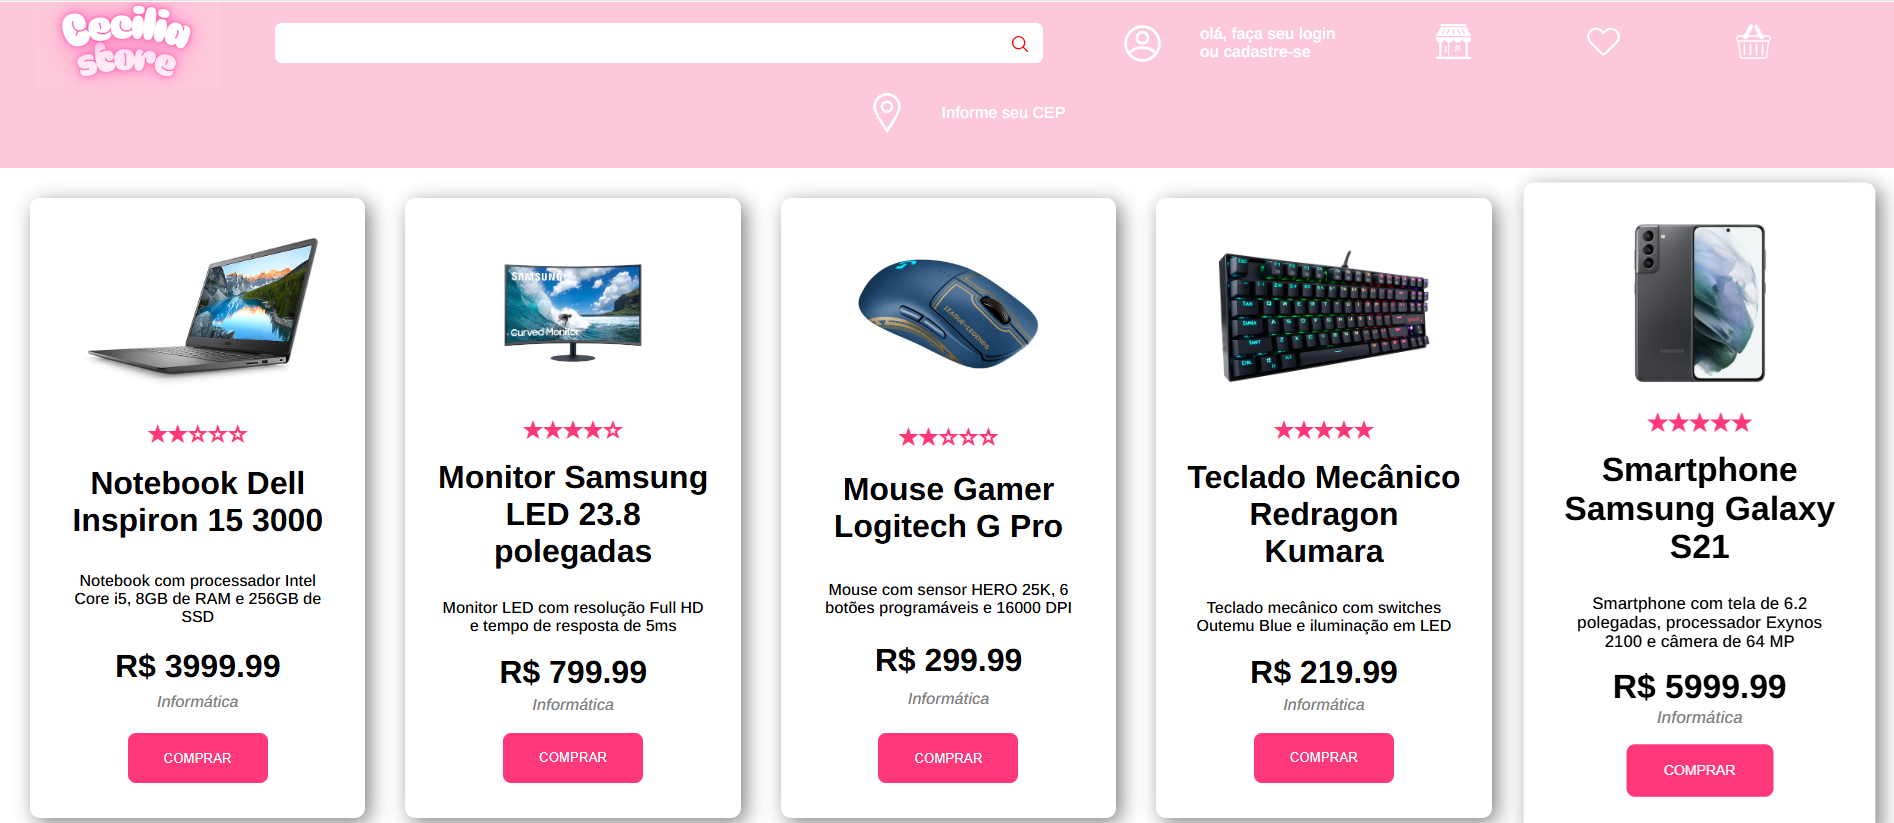 Cecilia
store
olá, faça seu login
ou cadastre-se
Informe seu CEP
Notebook Dell
Inspiron 15 3000
Notebook com processador Intel
Core i5, 8GB de RAM e 256GB de
SSD
R$ 3999.99
Informática
COMPRAR
SAMSUNG
Curved Monitor
Monitor Samsung
LED 23.8
polegadas
Monitor LED com resolução Full HD
e tempo de resposta de 5ms
R$ 799.99
Informática
COMPRAR
LEAGUE OF LEGENDS
Mouse Gamer
Logitech G Pro
Mouse com sensor HERO 25K, 6
botões programáveis e 16000 DPI
R$ 299.99
Informática
COMPRAR
Teclado Mecânico
Redragon
Kumara
Teclado mecânico com switches
Outemu Blue e iluminação em LED
R$ 219.99
Informática
COMPRAR
SAMSUNG
Smartphone
Samsung Galaxy
S21
Smartphone com tela de 6.2
polegadas, processador Exynos
2100 e câmera de 64 MP
R$ 5999.99
Informática
COMPRAR